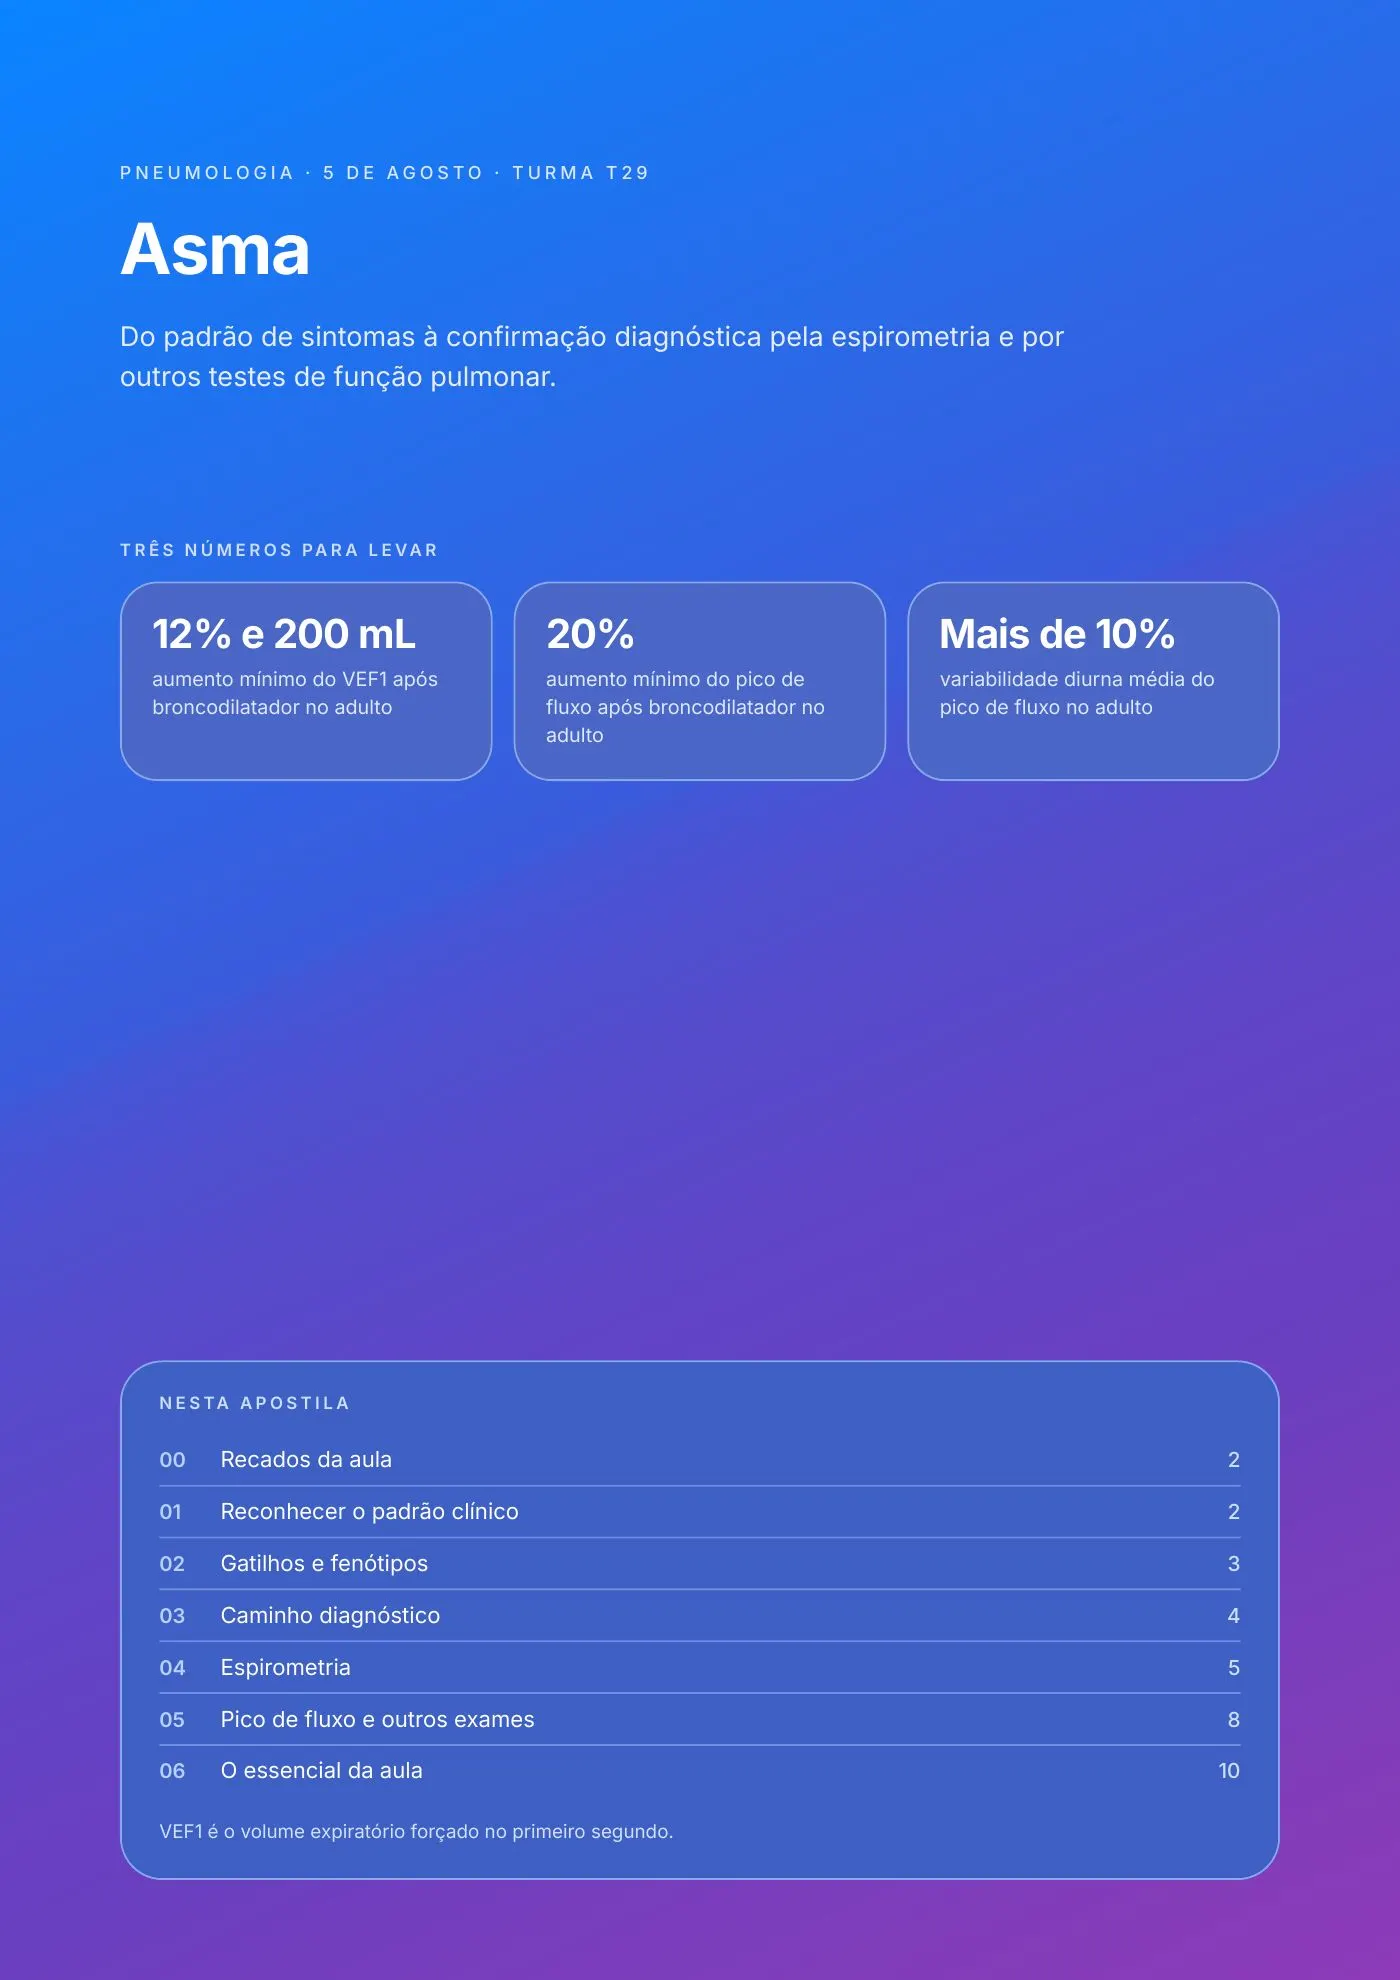 PNEUMOLOGIA · 5 DE AGOSTO · TURMA T29
Asma
Do padrão de sintomas à confirmação diagnóstica pela espirometria e por
outros testes de função pulmonar.
TRÊS NÚMEROS PARA LEVAR
12% e 200 mL
aumento mínimo do VEF1 após
broncodilatador no adulto
20%
aumento mínimo do pico de
fluxo após broncodilatador no
adulto
Mais de 10%
variabilidade diurna média do
pico de fluxo no adulto
NESTA APOSTILA
00 Recados da aula 2
01 Reconhecer o padrão clínico 2
02 Gatilhos e fenótipos 3
03 Caminho diagnóstico 4
04 Espirometria 5
05 Pico de fluxo e outros exames 8
06 O essencial da aula 10
VEF1 é o volume expiratório forçado no primeiro segundo.